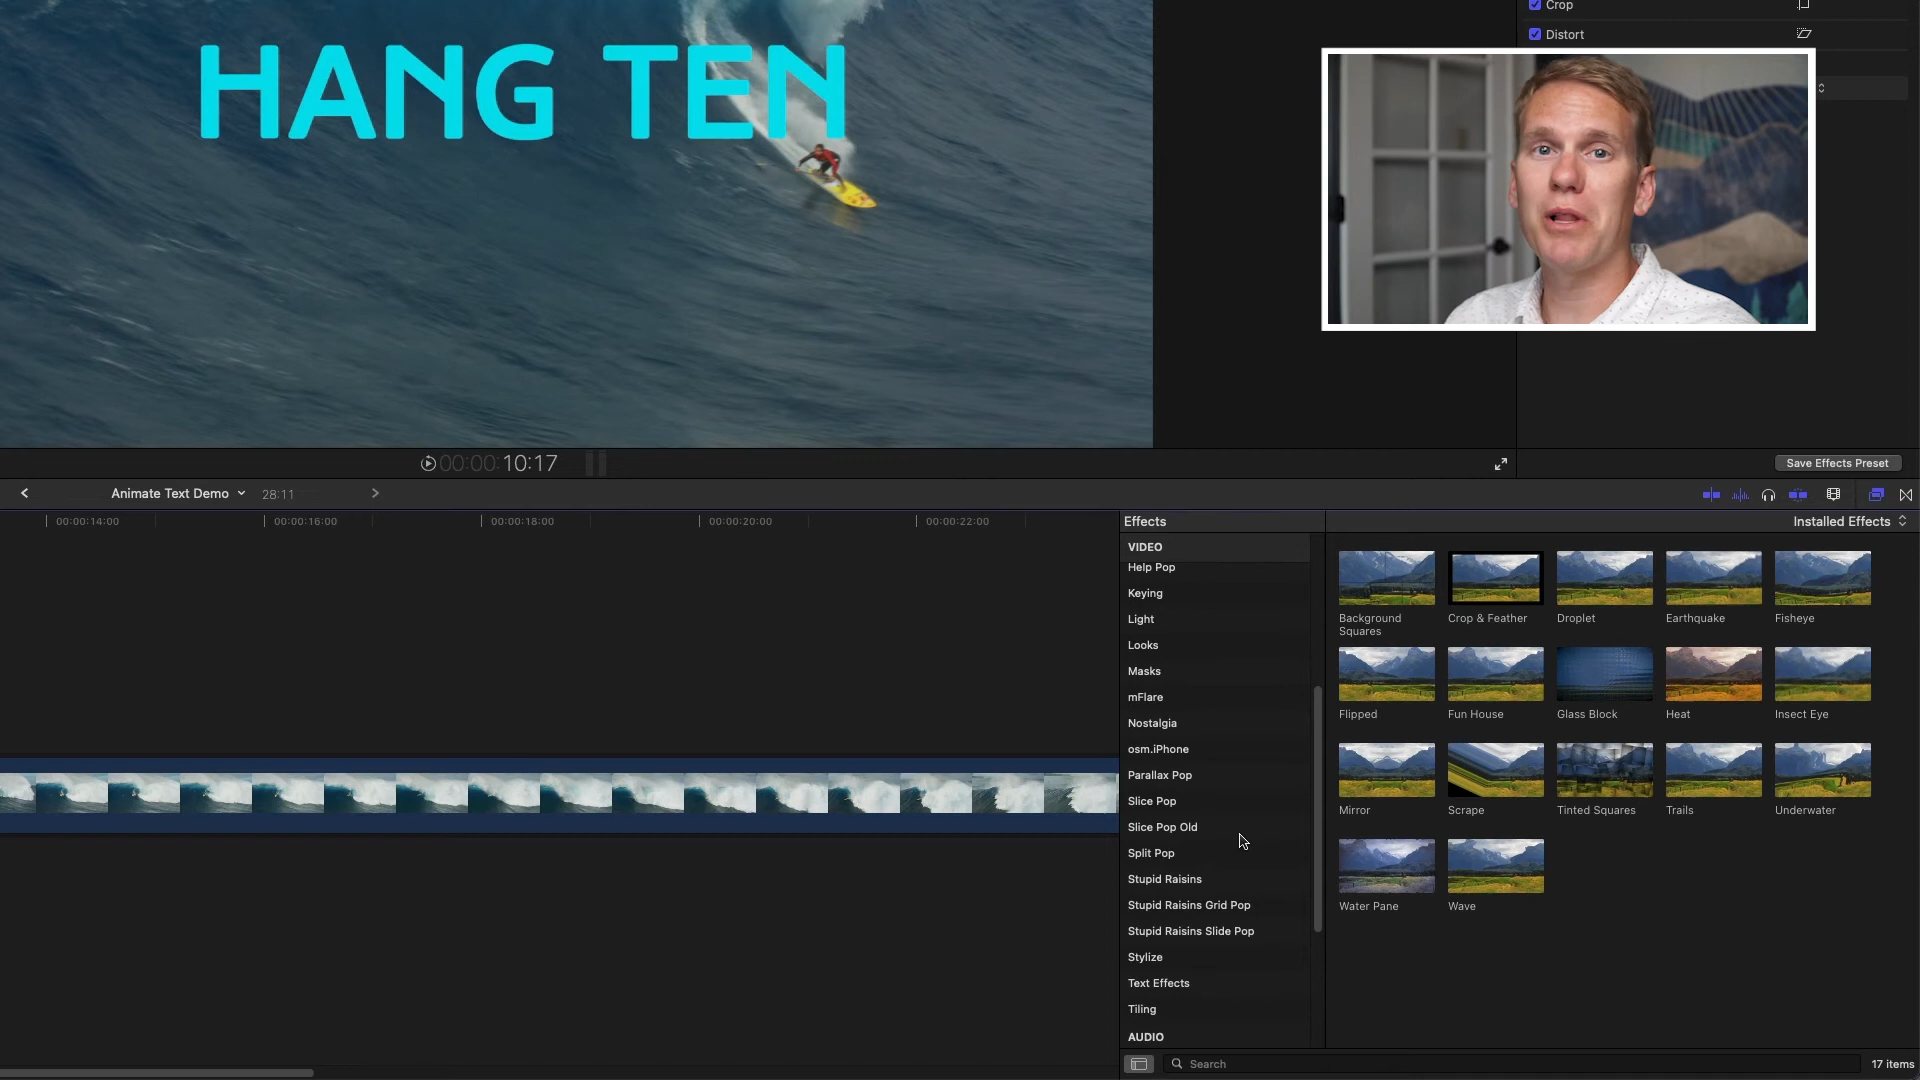 HANG TEN
Crop
Distort
00:00:10:17
Save Effects Preset
Animate Text Demo
28:11
00:00:14:00
00:00:16:00
00:00:18:00
00:00:20:00
00:00:22:00
Effects
Installed Effects
VIDEO
Help Pop
Keying
Light
Looks
Masks
mFlare
Nostalgia
osm.iPhone
Parallax Pop
Slice Pop
Slice Pop Old
Split Pop
Stupid Raisins
Stupid Raisins Grid Pop
Stupid Raisins Slide Pop
Stylize
Text Effects
Tiling
AUDIO
Background
Squares
Crop & Feather
Droplet
Earthquake
Fisheye
Flipped
Fun House
Glass Block
Heat
Insect Eye
Mirror
Scrape
Tinted Squares
Trails
Underwater
Water Pane
Wave
Search
17 items